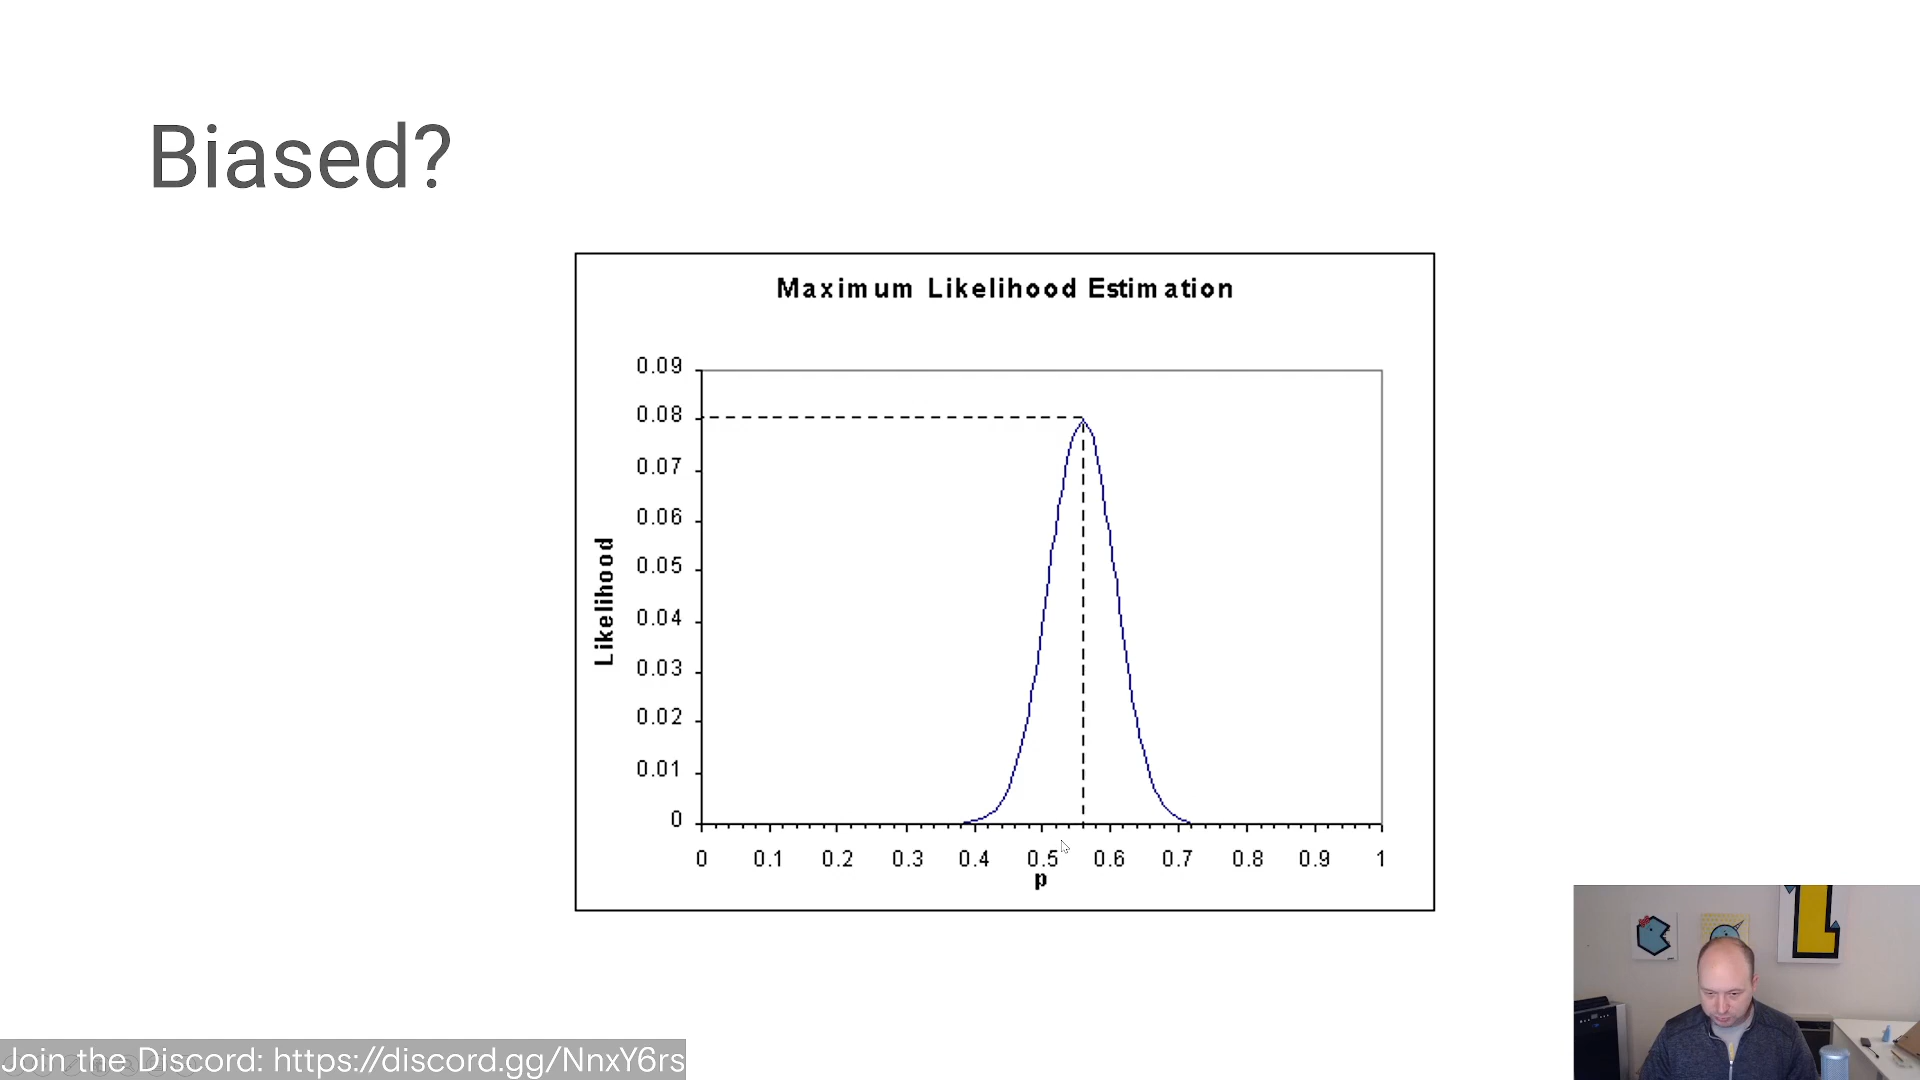 Biased?
Maximum Likelihood Estimation
0.09
0.08
0.07
0.06
0.05
0.04
0.03
0.02
0.01
0
Likelihood
0 0.1 0.2 0.3 0.4 0.5 0.6 0.7 0.8 0.9 1
p
Join the Discord: https://discord.gg/NnxY6rs